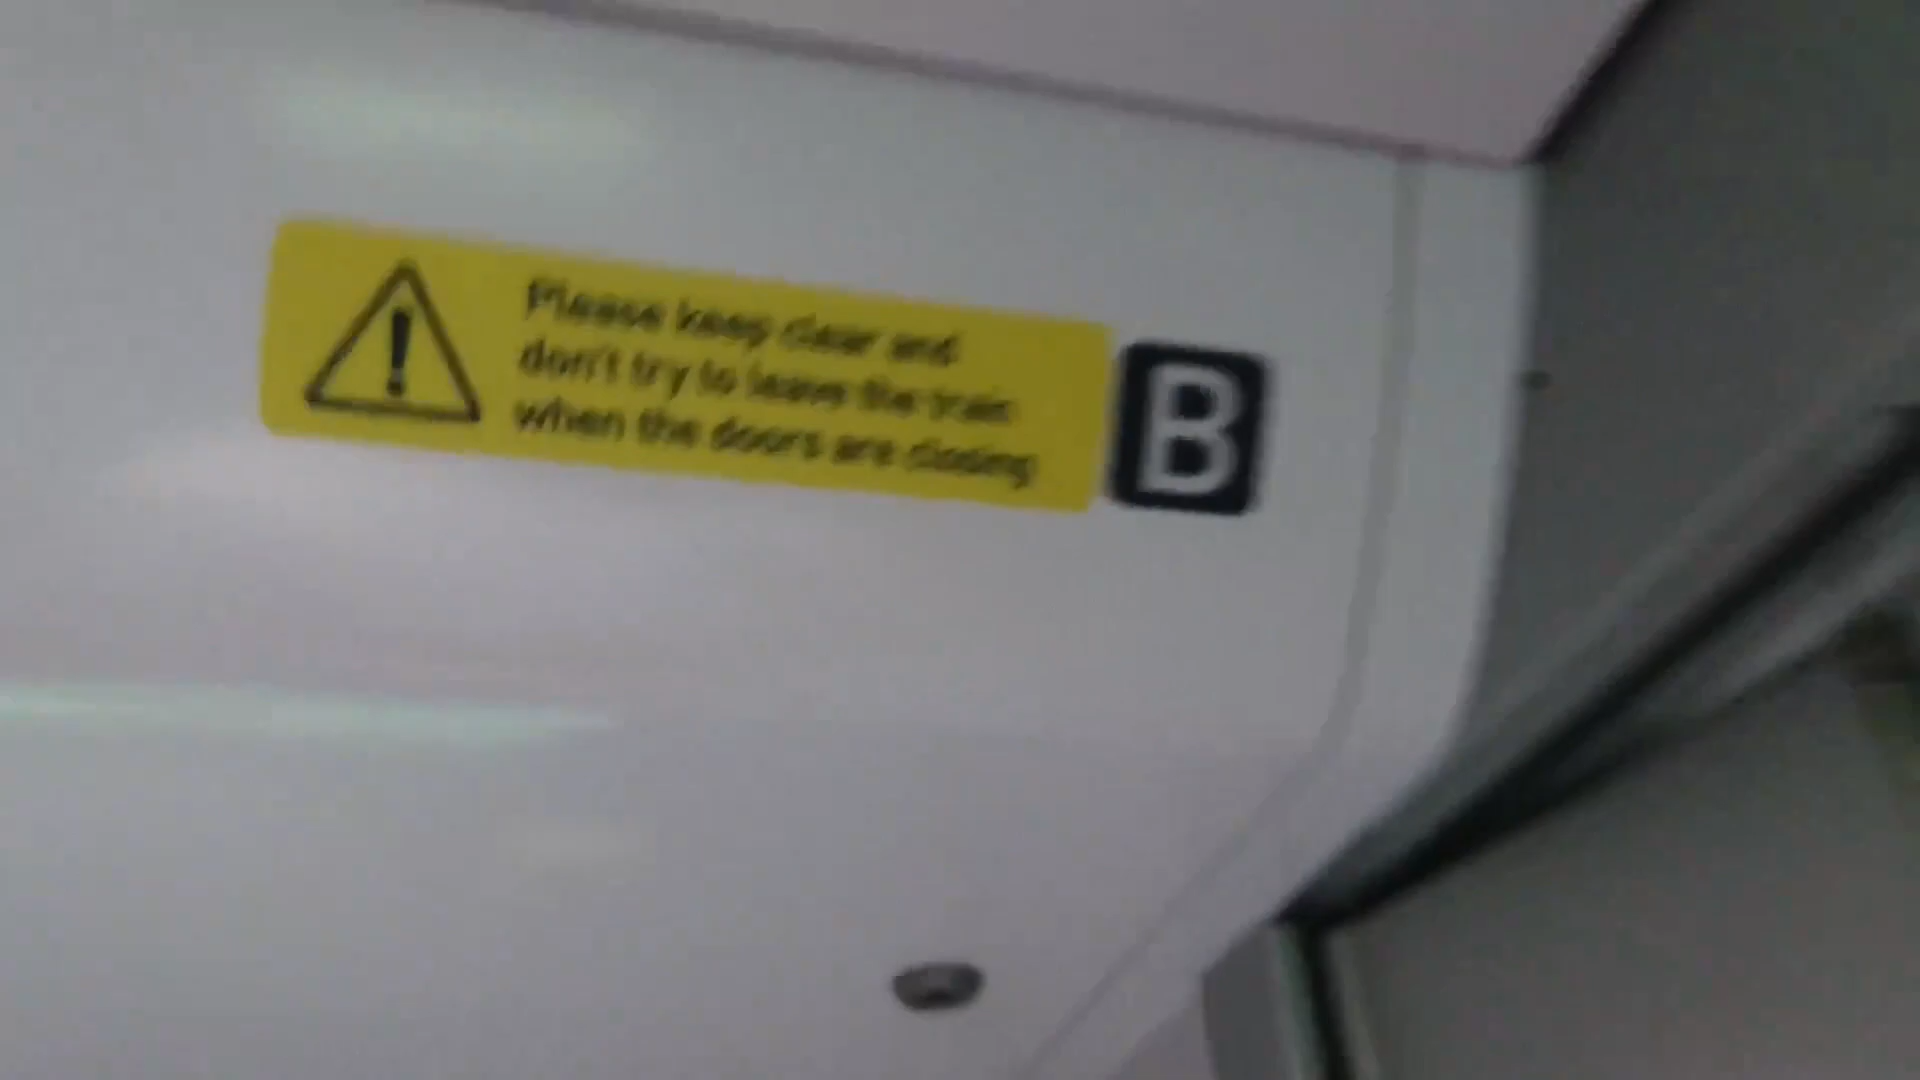 Please keep clear and
don't try to leave the train
when the doors are closing
B